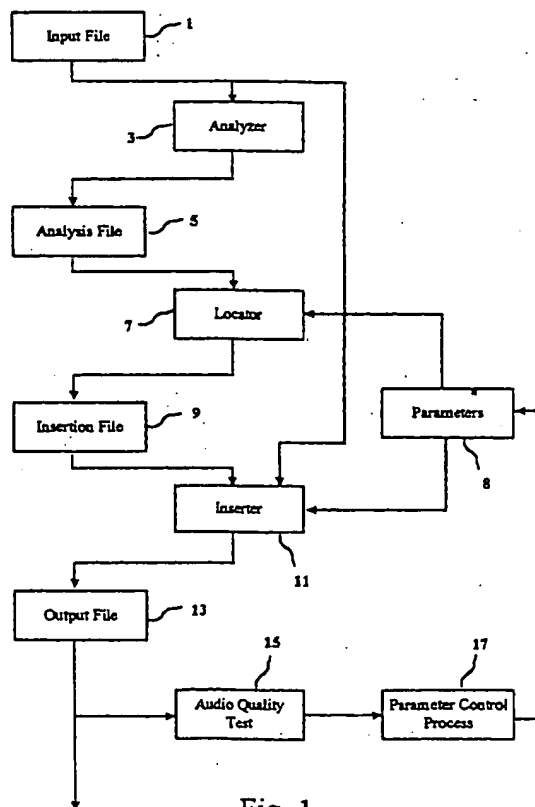 Input File
1
Analyzer
3
Analysis File
5
Locator
7
Insertion File
9
Parameters
8
Inserter
11
Output File
13
15
17
Audio Quality
Test
Parameter Control
Process
Fig. 1